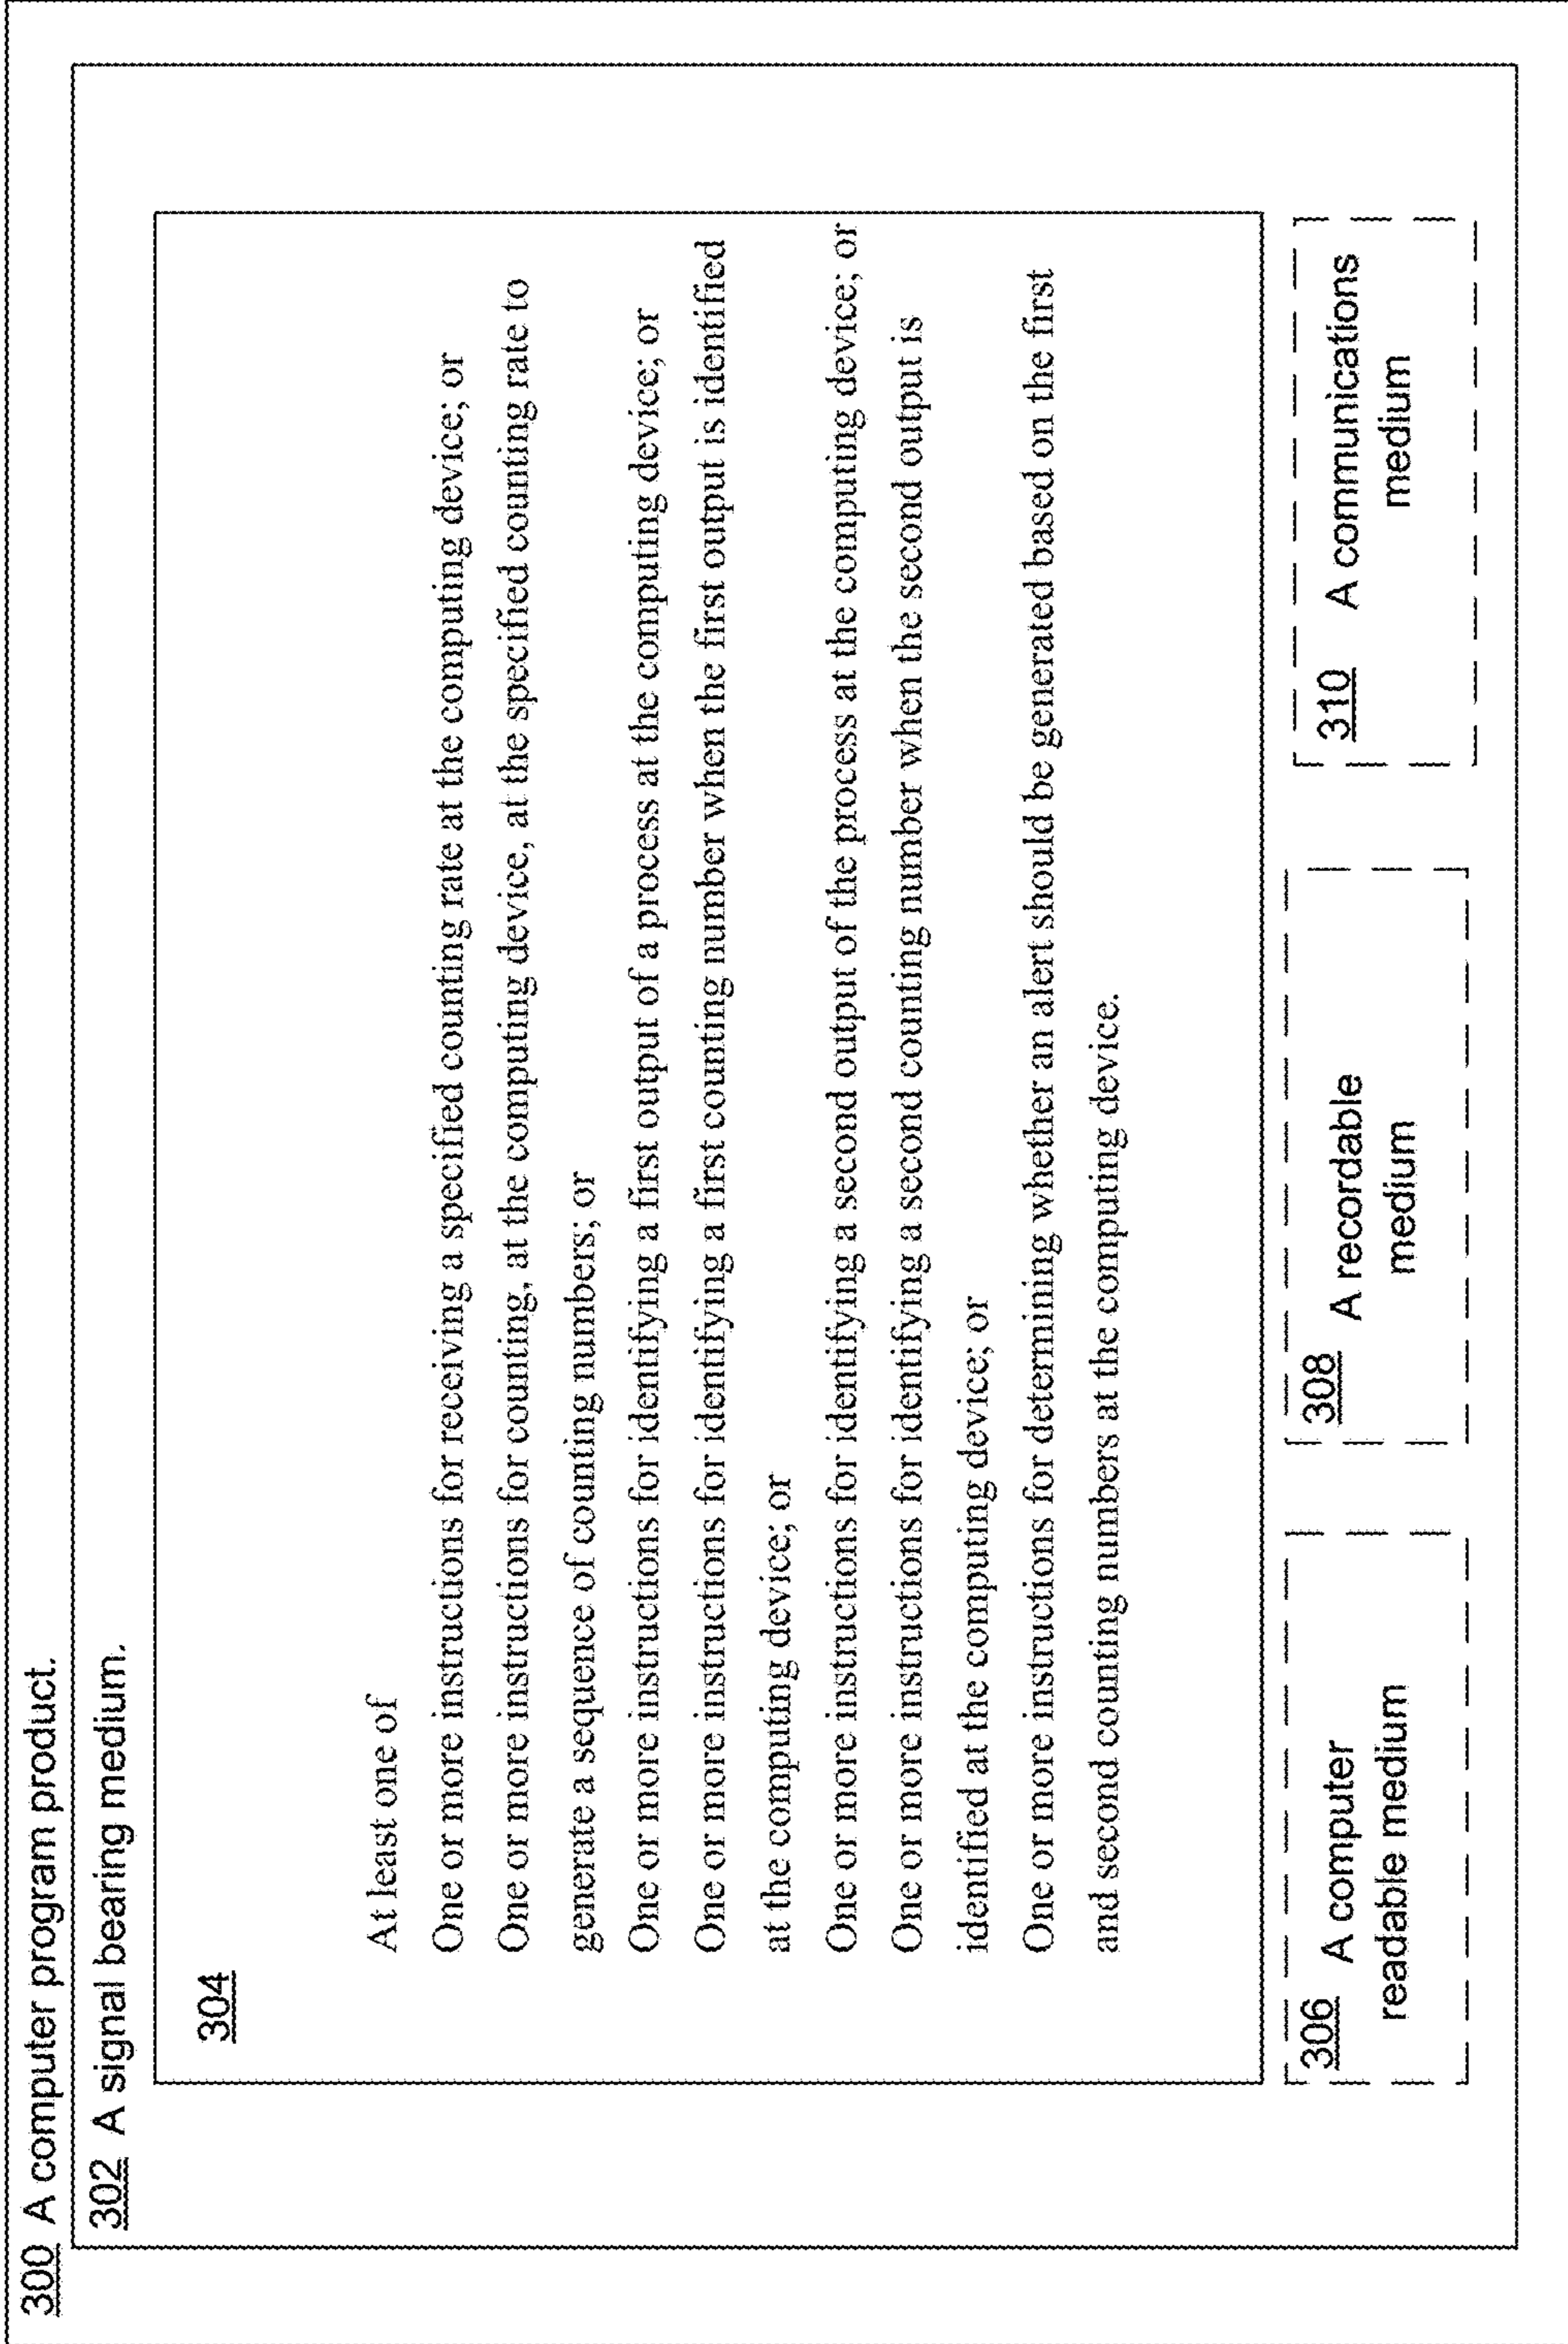 300 A computer program product.
302 A signal bearing medium.
304
At least one of
One or more instructions for receiving a specified counting rate at the computing device; or
One or more instructions for counting, at the computing device, at the specified counting rate to
generate a sequence of counting numbers; or
One or more instructions for identifying a first output of a process at the computing device; or
One or more instructions for identifying a first counting number when the first output is identified
at the computing device; or
One or more instructions for identifying a second output of the process at the computing device; or
One or more instructions for identifying a second counting number when the second output is
identified at the computing device; or
One or more instructions for determining whether an alert should be generated based on the first
and second counting numbers at the computing device.
306 A computer
readable medium
308 A recordable
medium
310 A communications
medium